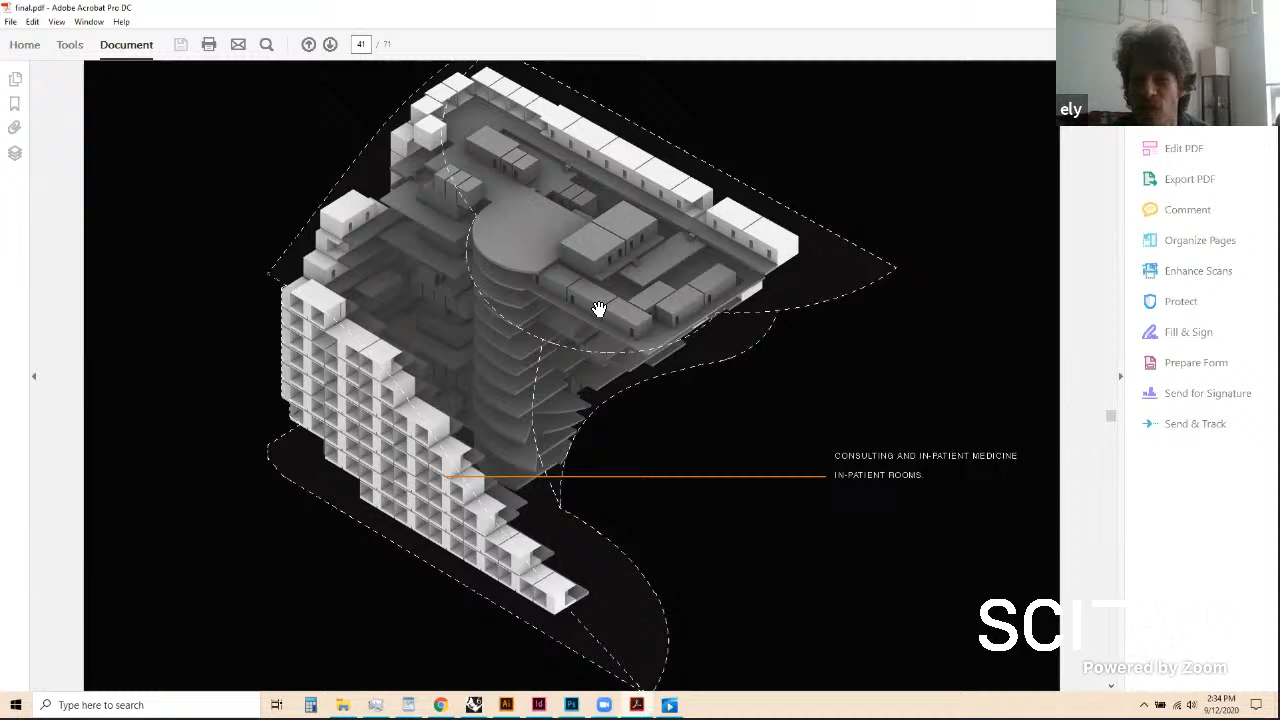 final.pdf - Adobe Acrobat Pro DC
File Edit View Window Help
Home Tools Document
41 / 71
ely
Edit PDF
Export PDF
Comment
Organize Pages
Enhance Scans
Protect
Fill & Sign
Prepare Form
Send for Signature
Send & Track
CONSULTING AND IN-PATIENT MEDICINE
IN-PATIENT ROOMS.
SCI
Powered by Zoom
Type here to search
2:34 PM
9/12/2020